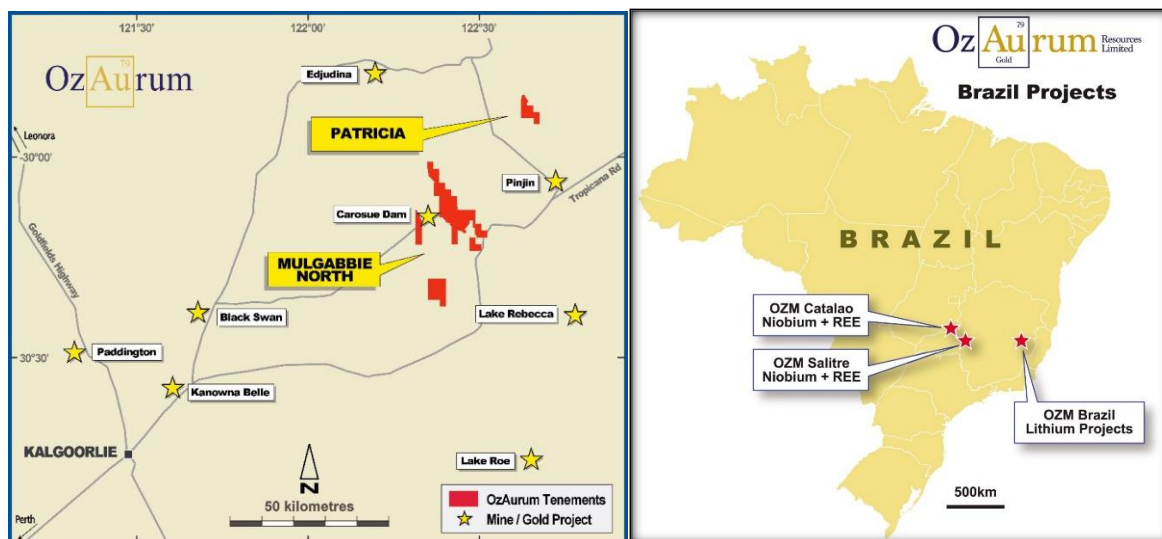 121°30'
122°00'
122°30'
79
OzAurum
Edjudina
PATRICIA
Leonora
-30°00'
Pinjin
Tropicana Rd
Carosue Dam
Goldfields Highway
MULGABBIE
NORTH
Black Swan
Lake Rebecca
Paddington
-30°30'
Kanowna Belle
KALGOORLIE
Lake Roe
N
50 kilometres
OzAurum Tenements
Mine / Gold Project
Perth
79
OzAurum Resources
Limited
Gold
Brazil Projects
BRAZIL
OZM Catalao
Niobium + REE
OZM Salitre
Niobium + REE
OZM Brazil
Lithium Projects
500km